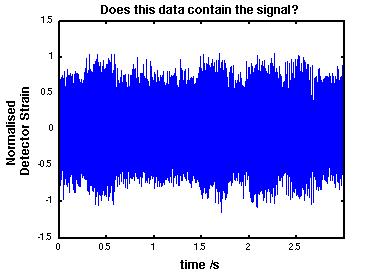 Does this data contain the signal?
1.5
1
0.5
0
-0.5
-1
-1.5
Normalised
Detector Strain
0 0.5 1 1.5 2 2.5
time /s